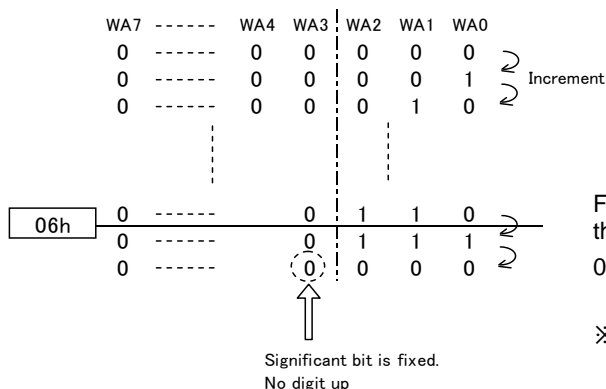 WA7 ------ WA4 WA3 WA2 WA1 WA0
0 ------ 0 0 0 0 0
0 ------ 0 0 0 0 1
Increment
0 ------ 0 0 0 1 0
0 ------ 0 1 1 0
06h
0 ------ 0 1 1 1
0 ------ 0 0 0 0
Significant bit is fixed.
No digit up
F
th
0
※